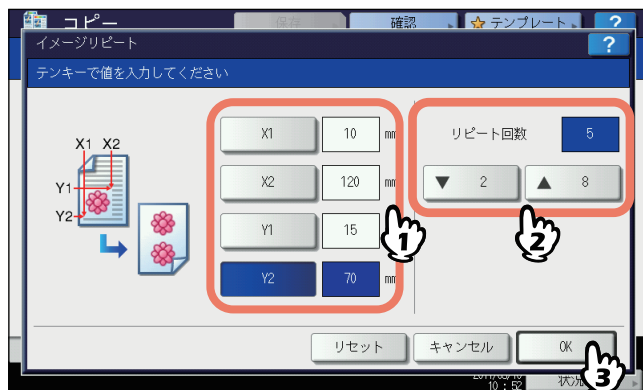 コピー 保存 確認 テンプレート ?
イメージリピート ?
テンキーで値を入力してください
X1 X2
Y1
Y2
X1 10 mm
X2 120 mm
Y1 15
Y2 70 mm
1
リピート回数 5
▼ 2 ▲ 8
2
リセット キャンセル OK
3
10:52 状況